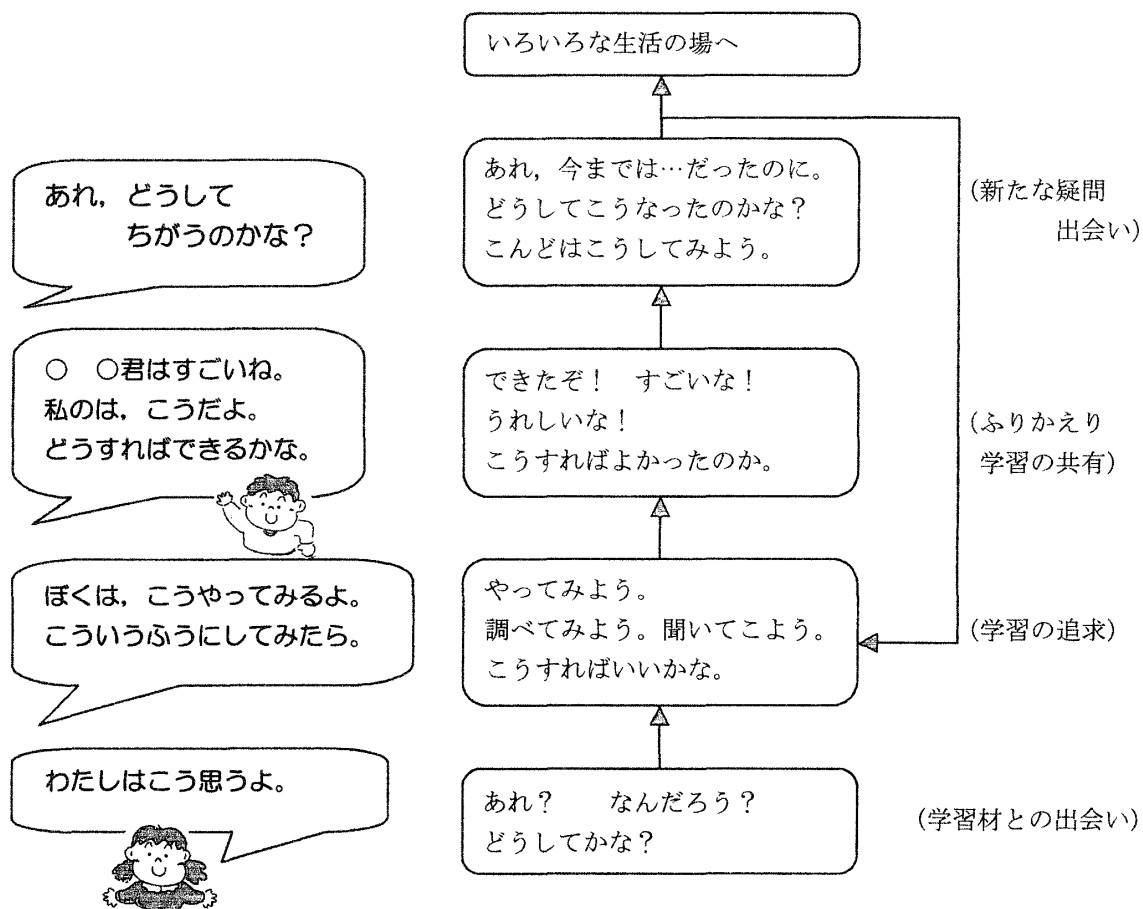 いろいろな生活の場へ
あれ，今までは…だったのに。
どうしてこうなったのかな？
こんどはこうしてみよう。
(新たな疑問
出会い)
あれ，どうして
ちがうのかな？
できたぞ！　すごいな！
うれしいな！
こうすればよかったのか。
(ふりかえり
学習の共有)
○　○君はすごいね。
私のは，こうだよ。
どうすればできるかな。
やってみよう。
調べてみよう。聞いてこよう。
こうすればいいかな。
(学習の追求)
ぼくは，こうやってみるよ。
こういうふうにしてみたら。
あれ？　　なんだろう？
どうしてかな？
(学習材との出会い)
わたしはこう思うよ。